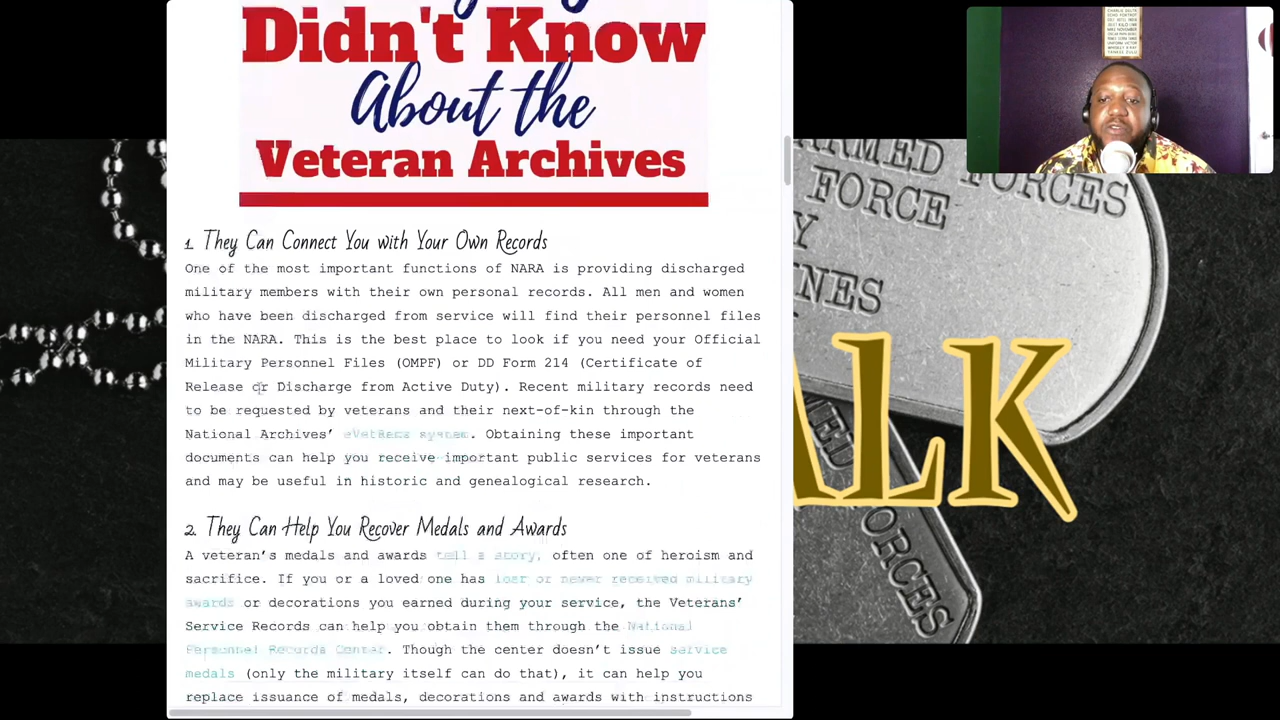 Didn't Know
About the
Veteran Archives
1. They Can Connect You with Your Own Records
One of the most important functions of NARA is providing discharged
military members with their own personal records. All men and women
who have been discharged from service will find their personnel files
in the NARA. This is the best place to look if you need your Official
Military Personnel Files (OMPF) or DD Form 214 (Certificate of
Release or Discharge from Active Duty). Recent military records need
to be requested by veterans and their next-of-kin through the
National Archives' eVetRecs system. Obtaining these important
documents can help you receive important public services for veterans
and may be useful in historic and genealogical research.
2. They Can Help You Recover Medals and Awards
A veteran's medals and awards tell a story, often one of heroism and
sacrifice. If you or a loved one has lost or never received military
awards or decorations you earned during your service, the Veterans'
Service Records can help you obtain them through the National
Personnel Records Center. Though the center doesn't issue service
medals (only the military itself can do that), it can help you
replace issuance of medals, decorations and awards with instructions
ARMED FORCES
FORCE
ALK
FORCES